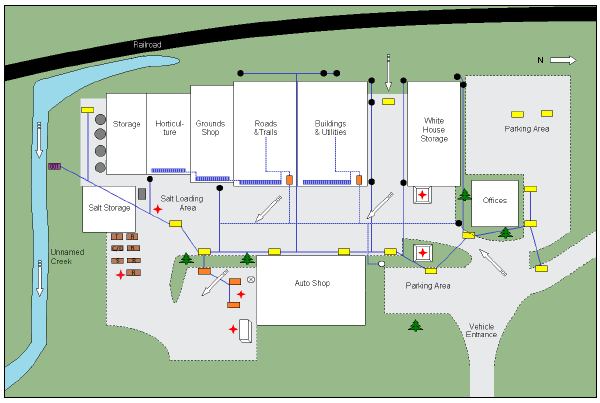 Railroad
N
Storage
Horticul-
ture
Grounds
Shop
Roads
&Trails
Buildings
& Utilities
White
House
Storage
Parking Area
Offices
Salt Storage
Salt Loading
Area
Unnamed
Creek
Auto Shop
Parking Area
Vehicle
Entrance